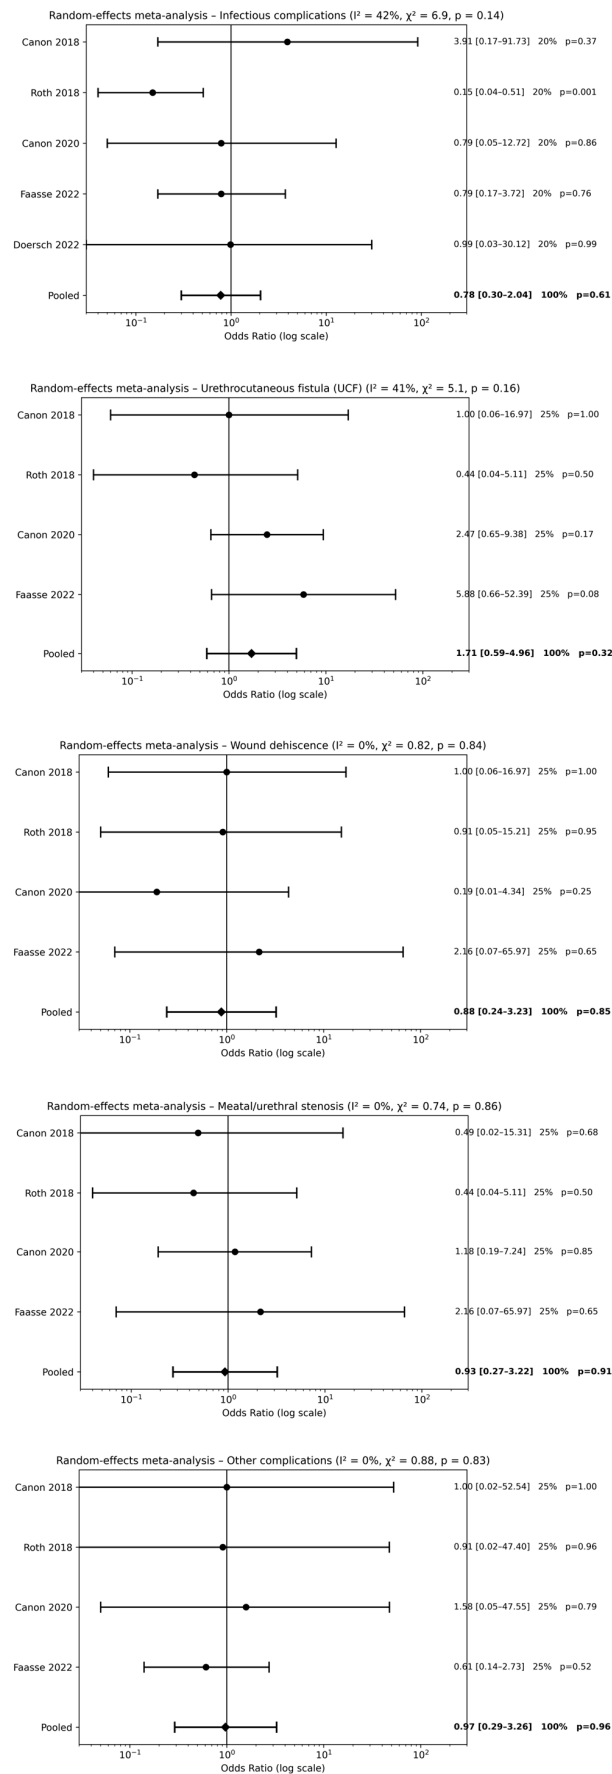 Random-effects meta-analysis – Infectious complications (I² = 42%, χ² = 6.9, p = 0.14)
Canon 2018 3.91 [0.17–91.73] 20% p=0.37
Roth 2018 0.15 [0.04–0.51] 20% p=0.001
Canon 2020 0.79 [0.05–12.72] 20% p=0.86
Faasse 2022 0.79 [0.17–3.72] 20% p=0.76
Doersch 2022 0.99 [0.03–30.12] 20% p=0.99
Pooled 0.78 [0.30–2.04] 100% p=0.61
10⁻¹ 10⁰ 10¹ 10²
Odds Ratio (log scale)
Random-effects meta-analysis – Urethrocutaneous fistula (UCF) (I² = 41%, χ² = 5.1, p = 0.16)
Canon 2018 1.00 [0.06–16.97] 25% p=1.00
Roth 2018 0.44 [0.04–5.11] 25% p=0.50
Canon 2020 2.47 [0.65–9.38] 25% p=0.17
Faasse 2022 5.88 [0.66–52.39] 25% p=0.08
Pooled 1.71 [0.59–4.96] 100% p=0.32
10⁻¹ 10⁰ 10¹ 10²
Odds Ratio (log scale)
Random-effects meta-analysis – Wound dehiscence (I² = 0%, χ² = 0.82, p = 0.84)
Canon 2018 1.00 [0.06–16.97] 25% p=1.00
Roth 2018 0.91 [0.05–15.21] 25% p=0.95
Canon 2020 0.19 [0.01–4.34] 25% p=0.25
Faasse 2022 2.16 [0.07–65.97] 25% p=0.65
Pooled 0.88 [0.24–3.23] 100% p=0.85
10⁻¹ 10⁰ 10¹ 10²
Odds Ratio (log scale)
Random-effects meta-analysis – Meatal/urethral stenosis (I² = 0%, χ² = 0.74, p = 0.86)
Canon 2018 0.49 [0.02–15.31] 25% p=0.68
Roth 2018 0.44 [0.04–5.11] 25% p=0.50
Canon 2020 1.18 [0.19–7.24] 25% p=0.85
Faasse 2022 2.16 [0.07–65.97] 25% p=0.65
Pooled 0.93 [0.27–3.22] 100% p=0.91
10⁻¹ 10⁰ 10¹ 10²
Odds Ratio (log scale)
Random-effects meta-analysis – Other complications (I² = 0%, χ² = 0.88, p = 0.83)
Canon 2018 1.00 [0.02–52.54] 25% p=1.00
Roth 2018 0.91 [0.02–47.40] 25% p=0.96
Canon 2020 1.58 [0.05–47.55] 25% p=0.79
Faasse 2022 0.61 [0.14–2.73] 25% p=0.52
Pooled 0.97 [0.29–3.26] 100% p=0.96
10⁻¹ 10⁰ 10¹ 10²
Odds Ratio (log scale)